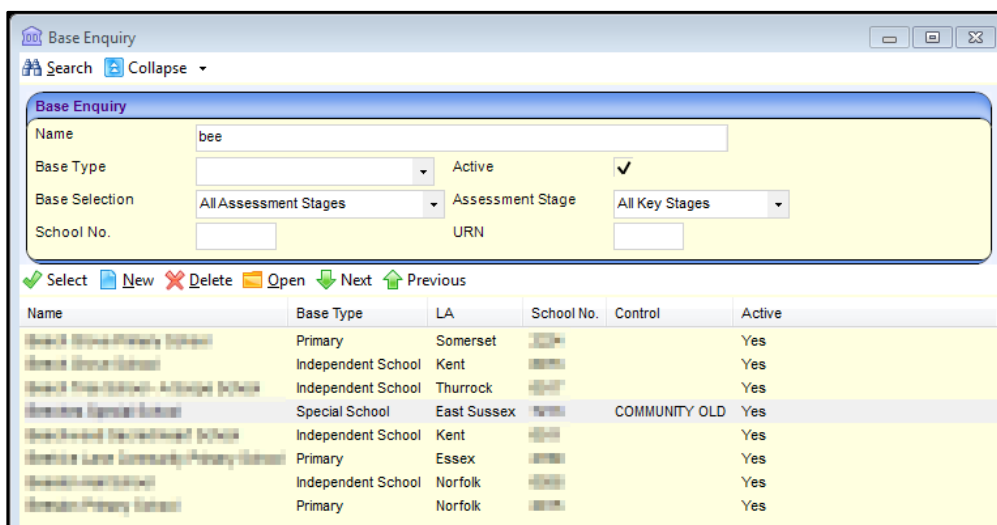 Base Enquiry
Search Collapse
Base Enquiry
Name bee
Base Type Active
Base Selection All Assessment Stages Assessment Stage All Key Stages
School No. URN
Select New Delete Open Next Previous
Name Base Type LA School No. Control Active
Primary Somerset Yes
Independent School Kent Yes
Independent School Thurrock Yes
Special School East Sussex COMMUNITY OLD Yes
Independent School Kent Yes
Primary Essex Yes
Independent School Norfolk Yes
Primary Norfolk Yes